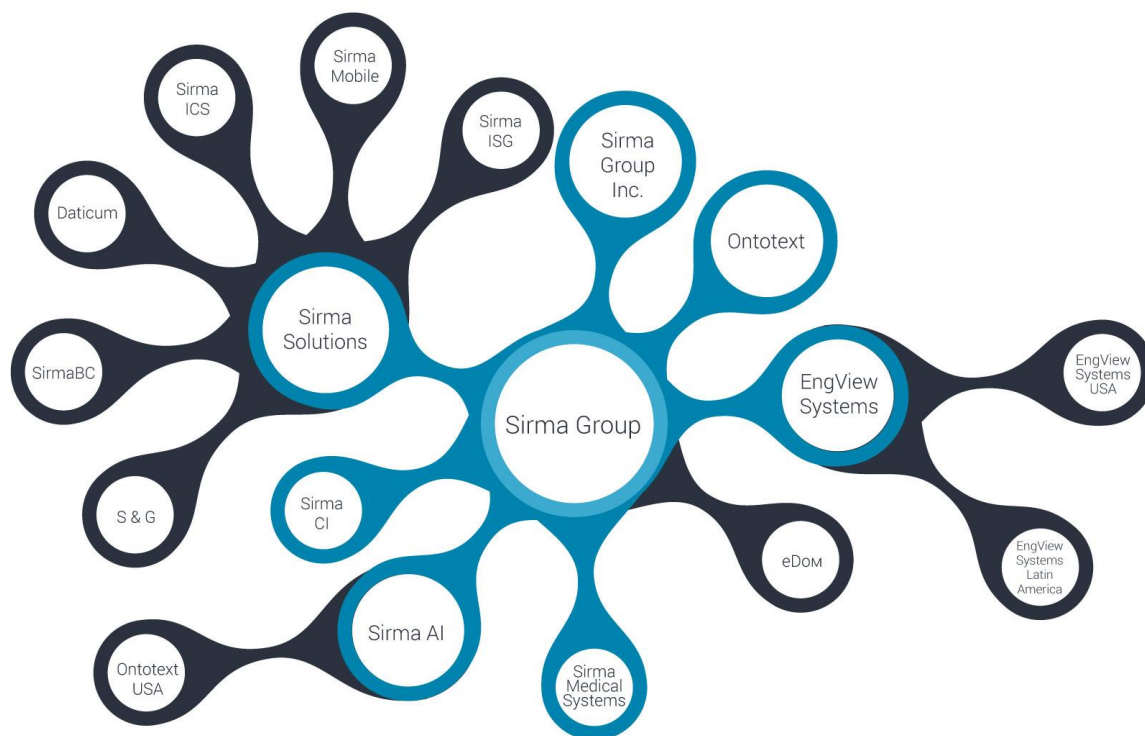 Sirma
Mobile
Sirma
ICS
Sirma
ISG
Sirma
Group
Inc.
Daticum
Ontotext
Sirma
Solutions
SirmaBC
EngView
Systems
EngView
Systems
USA
Sirma Group
Sirma
CI
S & G
eDOM
EngView
Systems
Latin
America
Sirma AI
Ontotext
USA
Sirma
Medical
Systems